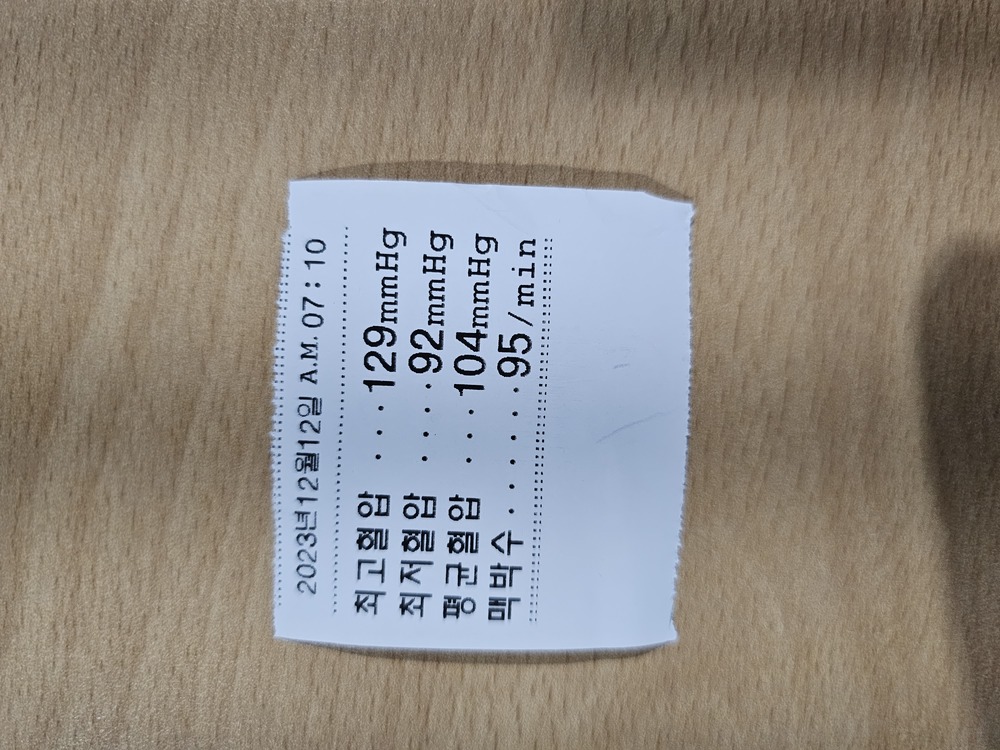 2023년12월12일 A.M. 07:10
최고혈압 ...129mmHg
최저혈압 ....92mmHg
평균혈압 ...104mmHg
맥박수.......95/min